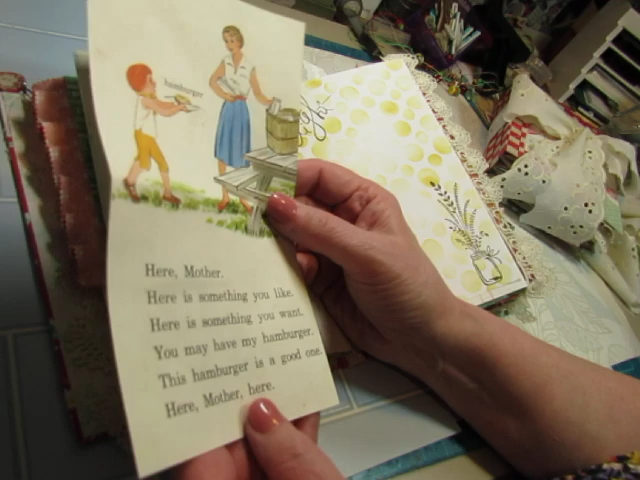 hamburger
Here, Mother.
Here is something you like.
Here is something you want.
You may have my hamburger.
This hamburger is a good one.
Here, Mother, here.